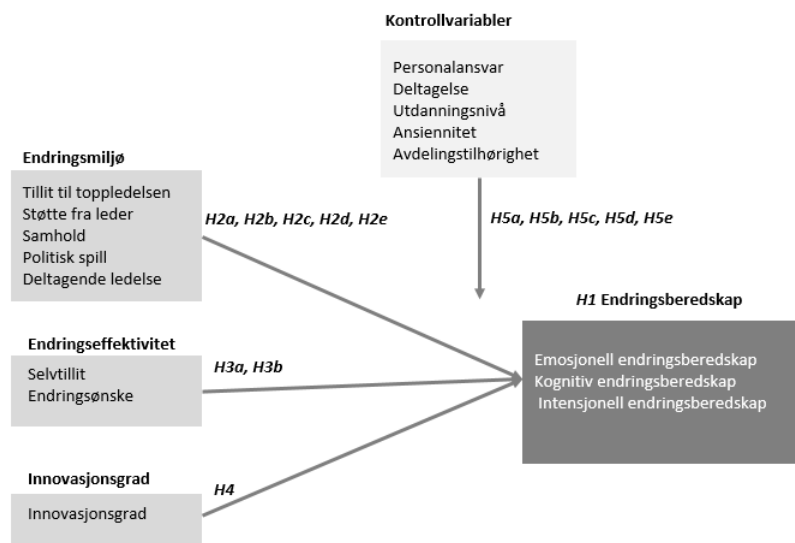 Kontrollvariabler
Personalansvar
Deltagelse
Utdanningsnivå
Ansiennitet
Avdelingstilhørighet
Endringsmiljø
Tillit til toppledelsen
Støtte fra leder
Samhold
Politisk spill
Deltagende ledelse
H2a, H2b, H2c, H2d, H2e
H5a, H5b, H5c, H5d, H5e
H1 Endringsberedskap
Emosjonell endringsberedskap
Kognitiv endringsberedskap
Intensjonell endringsberedskap
Endringseffektivitet
Selvtillit
Endringsønske
H3a, H3b
Innovasjonsgrad
Innovasjonsgrad
H4